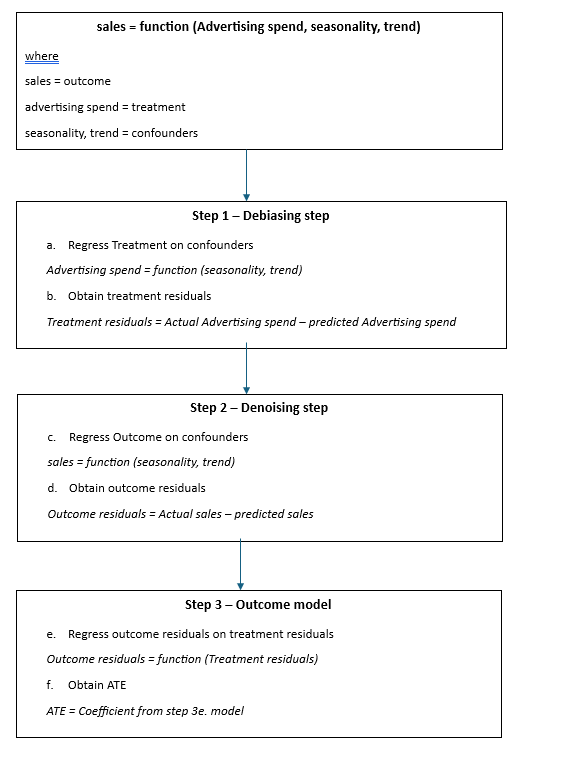 sales = function (Advertising spend, seasonality, trend)
where
sales = outcome
advertising spend = treatment
seasonality, trend = confounders
Step 1 – Debiasing step
a. Regress Treatment on confounders
Advertising spend = function (seasonality, trend)
b. Obtain treatment residuals
Treatment residuals = Actual Advertising spend – predicted Advertising spend
Step 2 – Denoising step
c. Regress Outcome on confounders
sales = function (seasonality, trend)
d. Obtain outcome residuals
Outcome residuals = Actual sales – predicted sales
Step 3 – Outcome model
e. Regress outcome residuals on treatment residuals
Outcome residuals = function (Treatment residuals)
f. Obtain ATE
ATE = Coefficient from step 3e. model